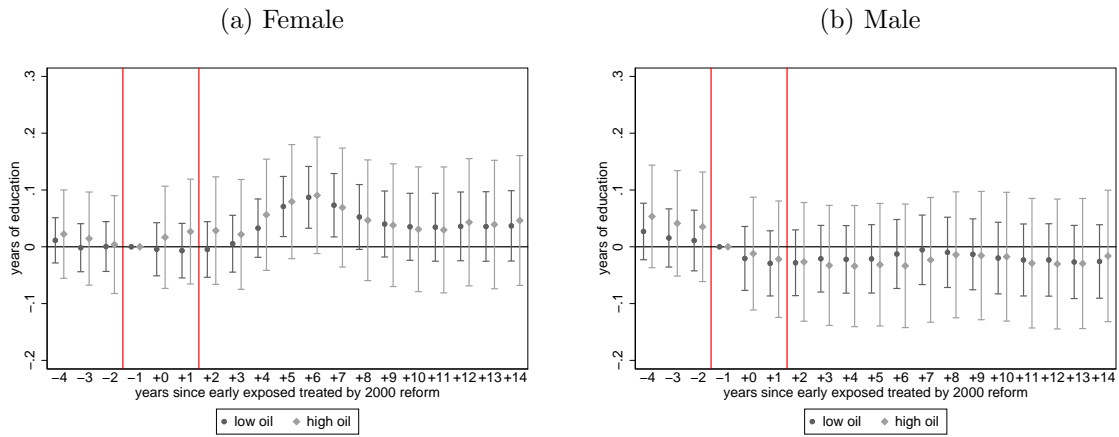 (a) Female
(b) Male
years of education
.3
.2
.1
0
−.1
−.2
−4 −3 −2 −1 +0 +1 +2 +3 +4 +5 +6 +7 +8 +9 +10 +11 +12 +13 +14
years since early exposed treated by 2000 reform
low oil high oil
years of education
.3
.2
.1
0
−.1
−.2
−4 −3 −2 −1 +0 +1 +2 +3 +4 +5 +6 +7 +8 +9 +10 +11 +12 +13 +14
years since early exposed treated by 2000 reform
low oil high oil